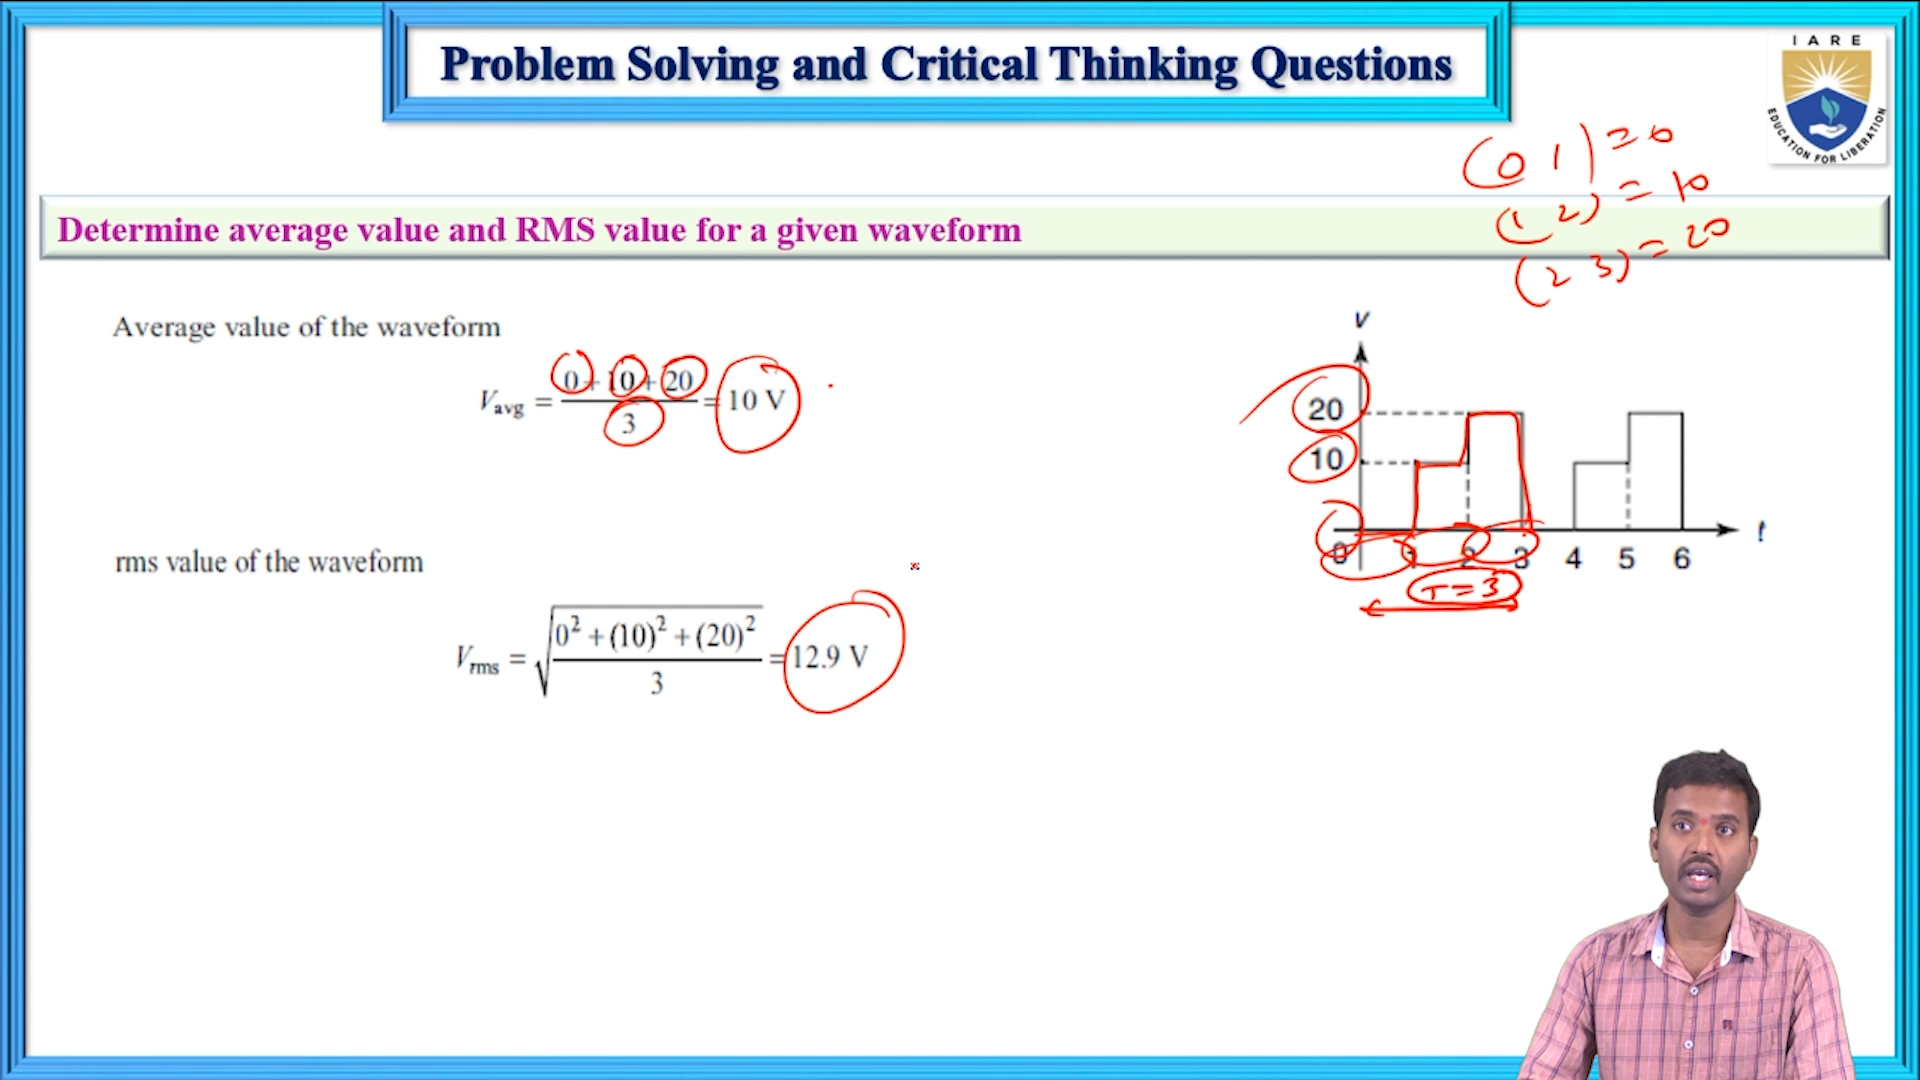 Problem Solving and Critical Thinking Questions
IARE
EDUCATION FOR LIBERATION
(0 1) = 0
(1 2) = 10
(2 3) = 20
Determine average value and RMS value for a given waveform
Average value of the waveform
V_avg = (0 + 10 + 20) / 3 = 10 V
rms value of the waveform
V_rms = √((0² + (10)² + (20)²) / 3) = 12.9 V
V
20
10
0 1 2 3 4 5 6 t
T = 3